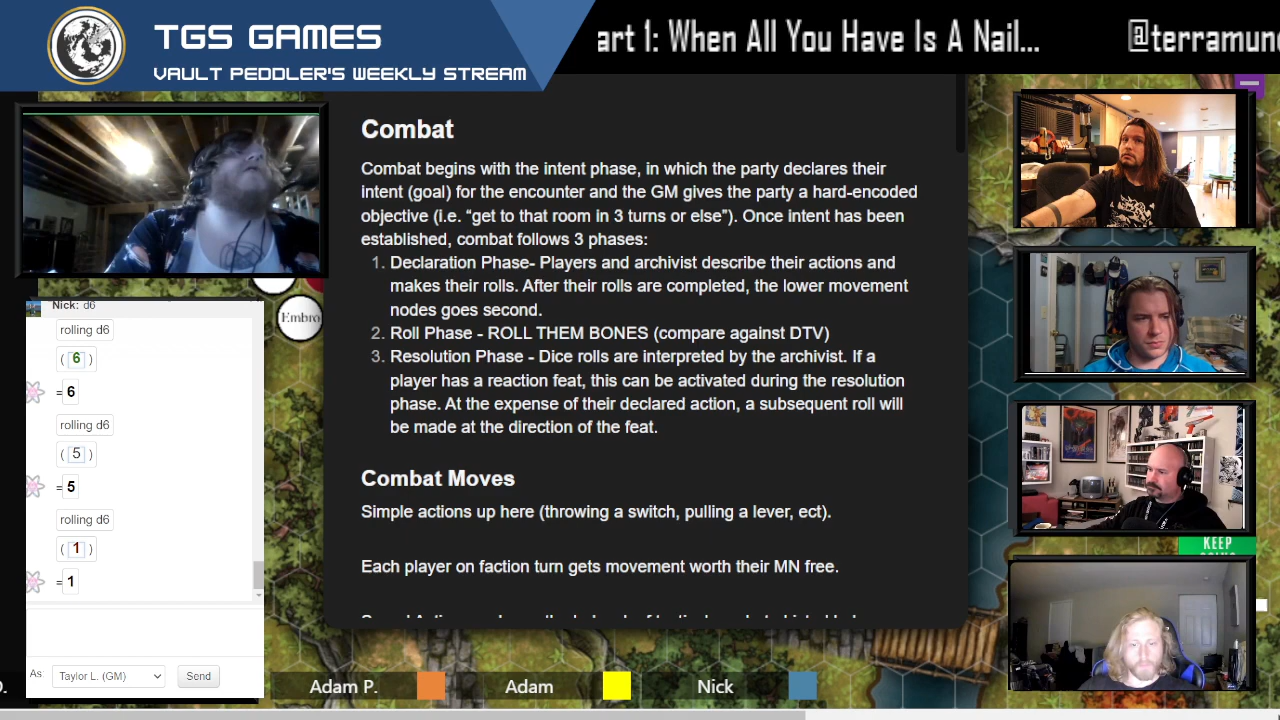 TGS GAMES
VAULT PEDDLER'S WEEKLY STREAM
art 1: When All You Have Is A Nail...
@terramund
Combat
Combat begins with the intent phase, in which the party declares their
intent (goal) for the encounter and the GM gives the party a hard-encoded
objective (i.e. “get to that room in 3 turns or else”). Once intent has been
established, combat follows 3 phases:
1. Declaration Phase- Players and archivist describe their actions and
makes their rolls. After their rolls are completed, the lower movement
nodes goes second.
2. Roll Phase - ROLL THEM BONES (compare against DTV)
3. Resolution Phase - Dice rolls are interpreted by the archivist. If a
player has a reaction feat, this can be activated during the resolution
phase. At the expense of their declared action, a subsequent roll will
be made at the direction of the feat.
Combat Moves
Simple actions up here (throwing a switch, pulling a lever, ect).
Each player on faction turn gets movement worth their MN free.
Embro
Nick: d6
rolling d6
( 6 )
= 6
rolling d6
( 5 )
= 5
rolling d6
( 1 )
= 1
As: Taylor L. (GM) Send
KEEP
Adam P.
Adam
Nick